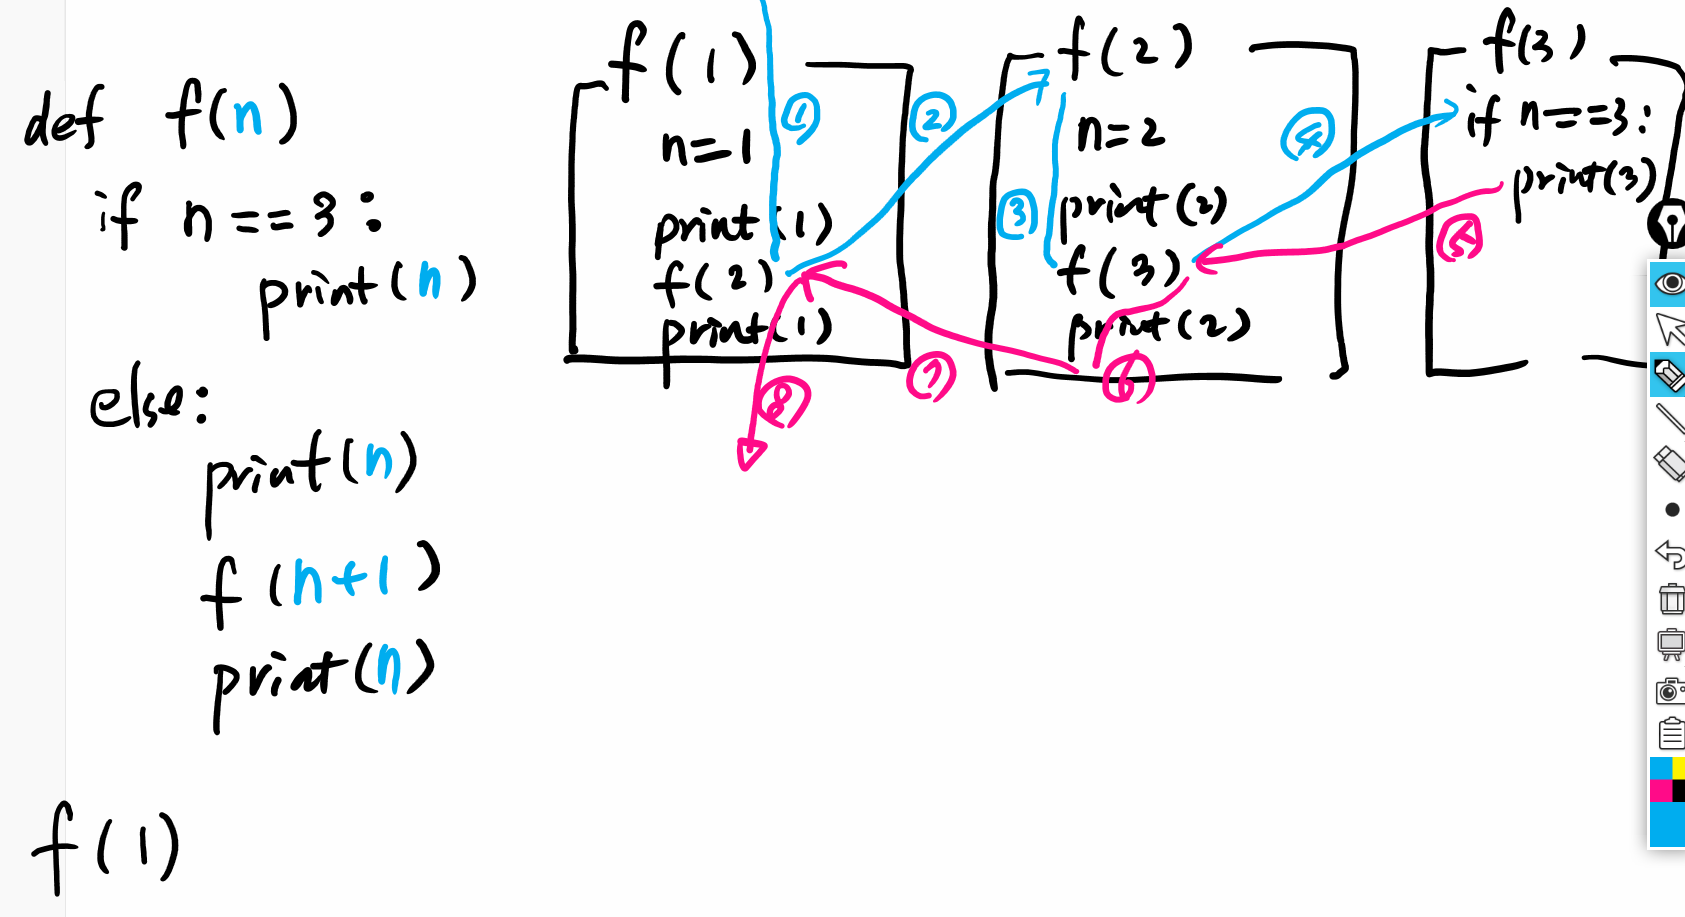 def f(n)
if n == 3 :
print(n)
else:
print(n)
f(n+1)
print(n)
f(1)
f(1)
n=1
print(1)
f(2)
print(1)
①
②
f(2)
n=2
print(2)
f(3)
print(2)
③
④
f(3)
if n==3:
print(3)
⑤
⑥
⑦
⑧